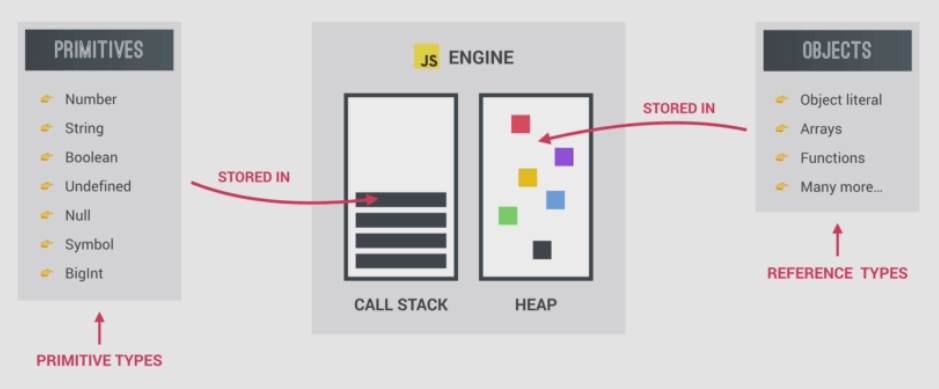 PRIMITIVES
Number
String
Boolean
Undefined
Null
Symbol
BigInt
PRIMITIVE TYPES
STORED IN
JS ENGINE
CALL STACK
HEAP
STORED IN
OBJECTS
Object literal
Arrays
Functions
Many more...
REFERENCE TYPES